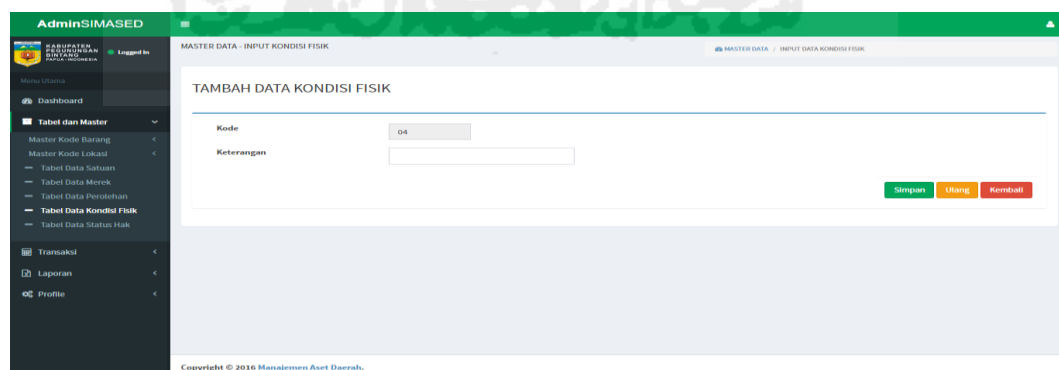 AdminSIMASED
KABUPATEN
PEGUNUNGAN
BINTANG
PAPUA-INDONESIA
Logged In
Menu Utama
Dashboard
Tabel dan Master
Master Kode Barang
Master Kode Lokasi
Tabel Data Satuan
Tabel Data Merek
Tabel Data Perolehan
Tabel Data Kondisi Fisik
Tabel Data Status Hak
Transaksi
Laporan
Profile
MASTER DATA - INPUT KONDISI FISIK
MASTER DATA / INPUT DATA KONDISI FISIK
TAMBAH DATA KONDISI FISIK
Kode 04
Keterangan
Simpan Ulang Kembali
Copyright © 2016 Manajemen Aset Daerah.